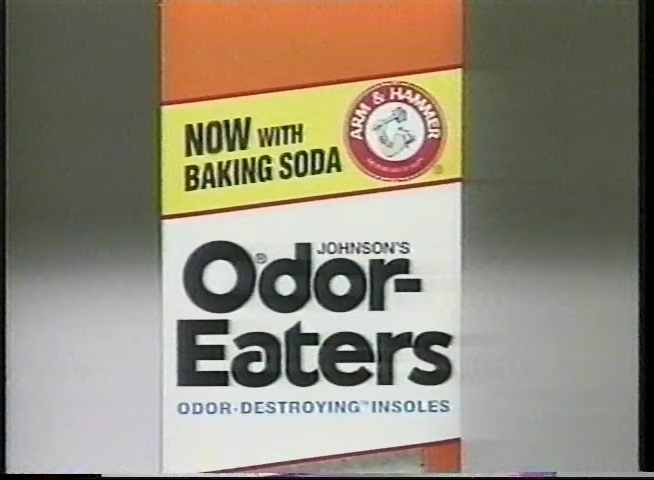 NOW WITH
BAKING SODA
ARM & HAMMER
JOHNSON'S
Odor-
®
Eaters
ODOR-DESTROYING™ INSOLES